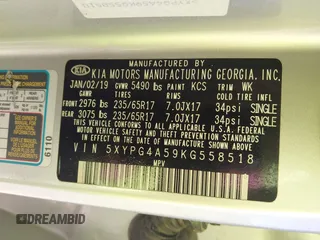 MANUFACTURED BY
KIA KIA MOTORS MANUFACTURING GEORGIA, INC.
JAN/02/19 GVWR 5490 lbs PAINT KCS TRIM WK
GAWR TIRES RIMS COLD TIRE INFL.
FRONT 2976 lbs 235/65R17 7.0JX17 34psi SINGLE
REAR 3075 lbs 235/65R17 7.0JX17 34psi SINGLE
THIS VEHICLE CONFORMS TO ALL APPLICABLE U.S. FEDERAL MOTOR VEHICLE
SAFETY STANDARDS IN EFFECT ON THE DATE OF MANUFACTURE SHOWN ABOVE.
VIN 5XYPG4A59KG558518
MPV
6110
DREAMBID